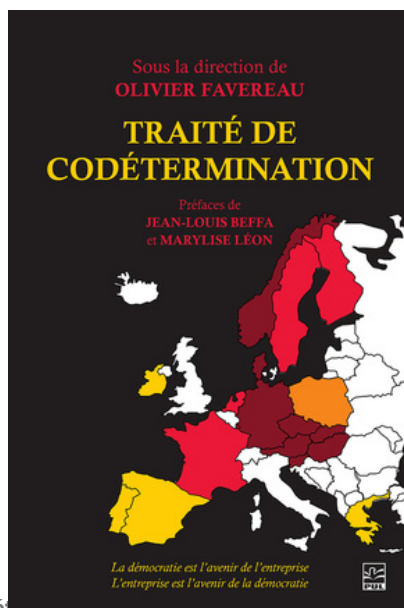 Sous la direction de
OLIVIER FAVEREAU
TRAITÉ DE
CODÉTERMINATION
Préfaces de
JEAN-LOUIS BEFFA
et MARYLISE LÉON
La démocratie est l'avenir de l'entreprise
L'entreprise est l'avenir de la démocratie
PUL